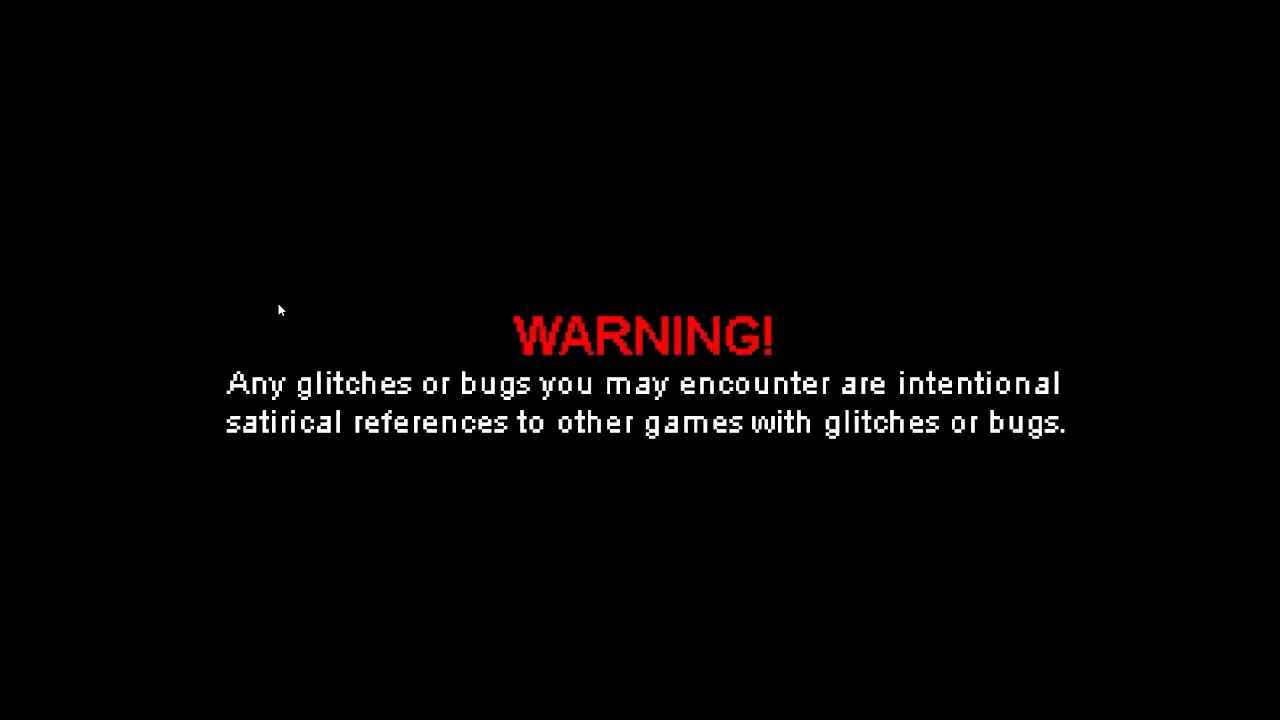 WARNING!
Any glitches or bugs you may encounter are intentional
satirical references to other games with glitches or bugs.